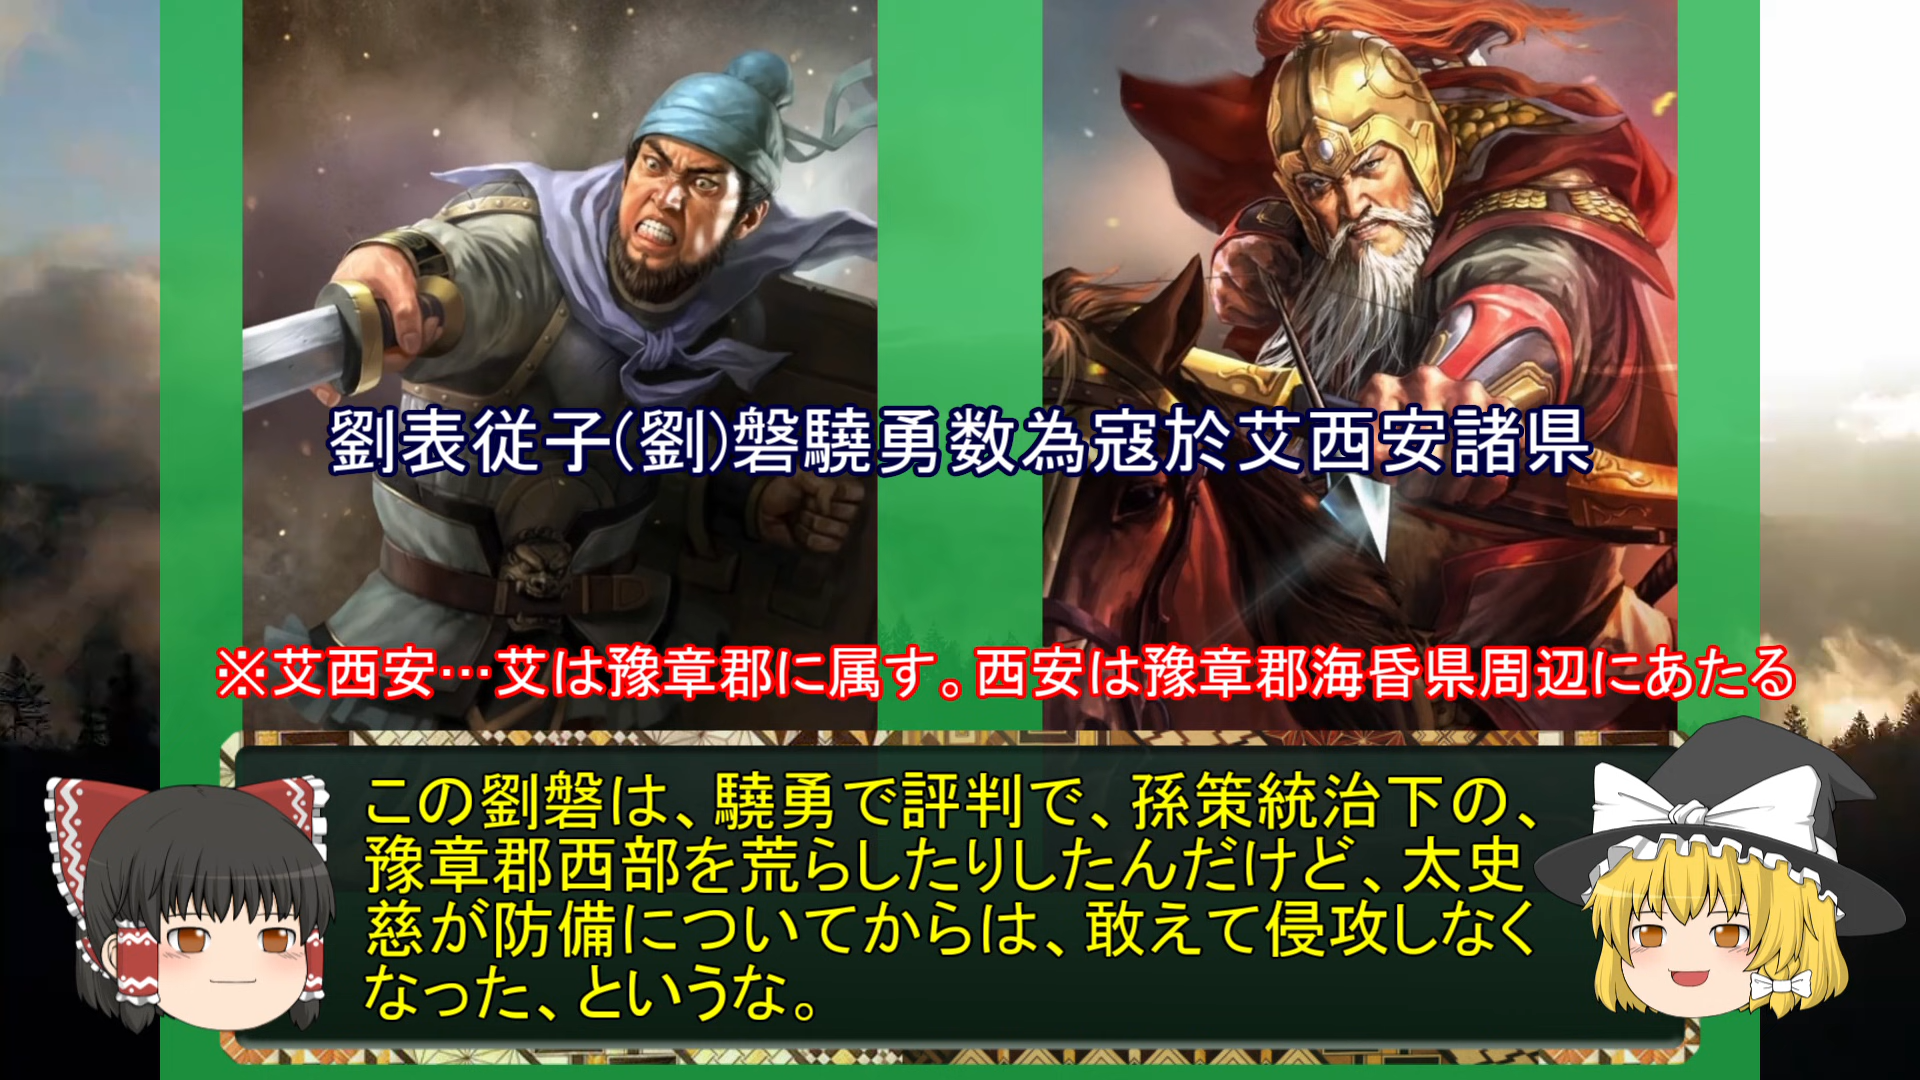 劉表従子(劉)磐驍勇数為寇於艾西安諸県
※艾西安…艾は豫章郡に属す。西安は豫章郡海昏県周辺にあたる
この劉磐は、驍勇で評判で、孫策統治下の、
豫章郡西部を荒らしたりしたんだけど、太史
慈が防備についてからは、敢えて侵攻しなく
なった、というな。